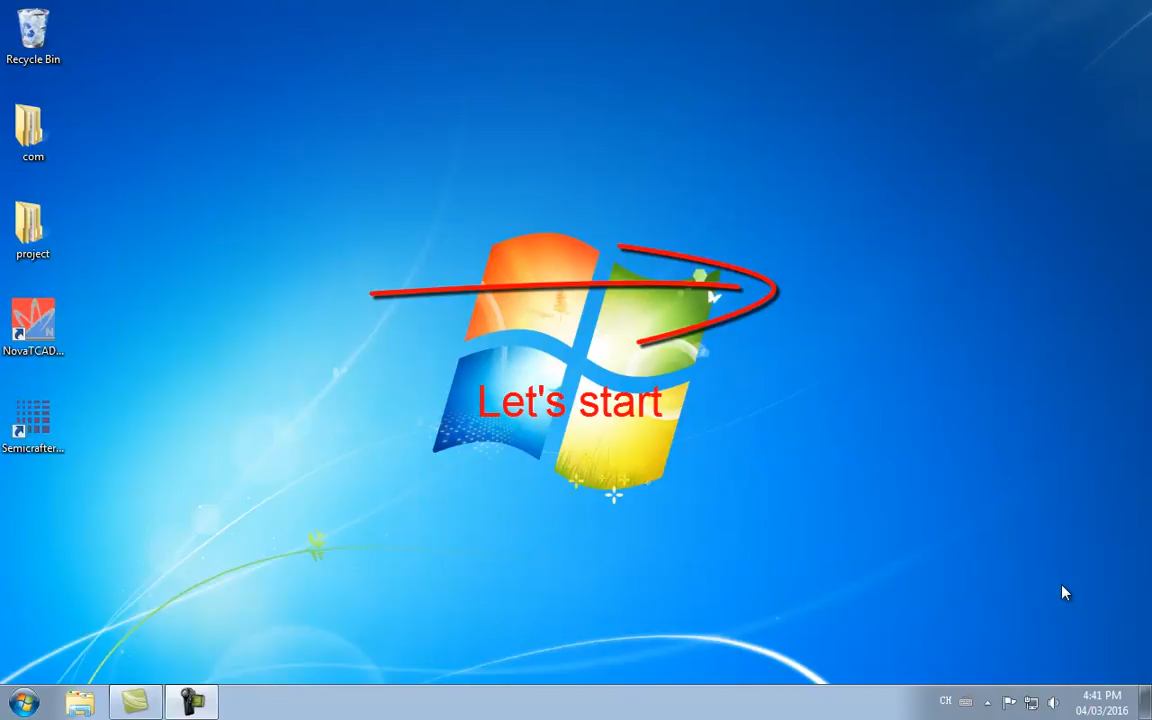 Recycle Bin
com
project
NovaTCAD...
N
Semicrafter...
Let's start
CH
4:41 PM
04/03/2016